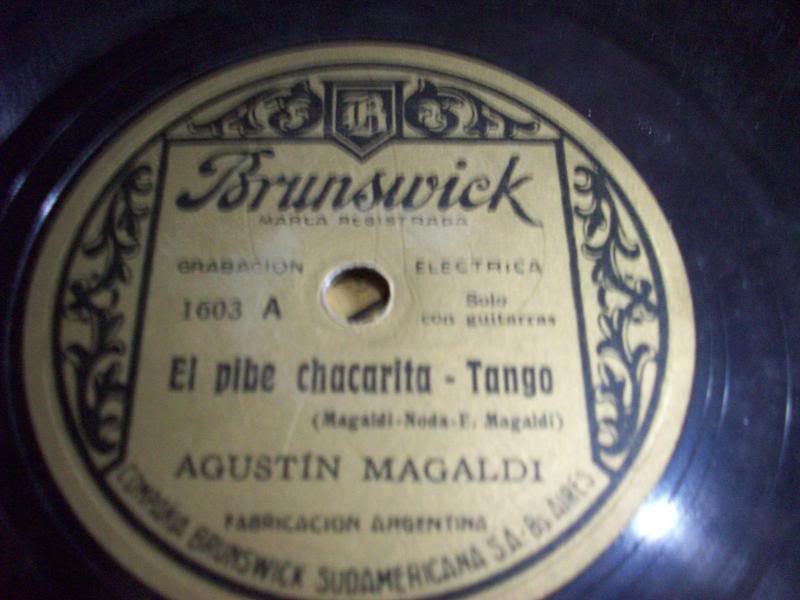 B
Brunswick
MARCA REGISTRADA
GRABACION ELECTRICA
1603 A
Solo
con guitarras
El pibe chacarita - Tango
(Magaldi-Noda-E. Magaldi)
AGUSTÍN MAGALDI
FABRICACION ARGENTINA
COMPAÑIA BRUNSWICK SUDAMERICANA S.A - Bs AIRES